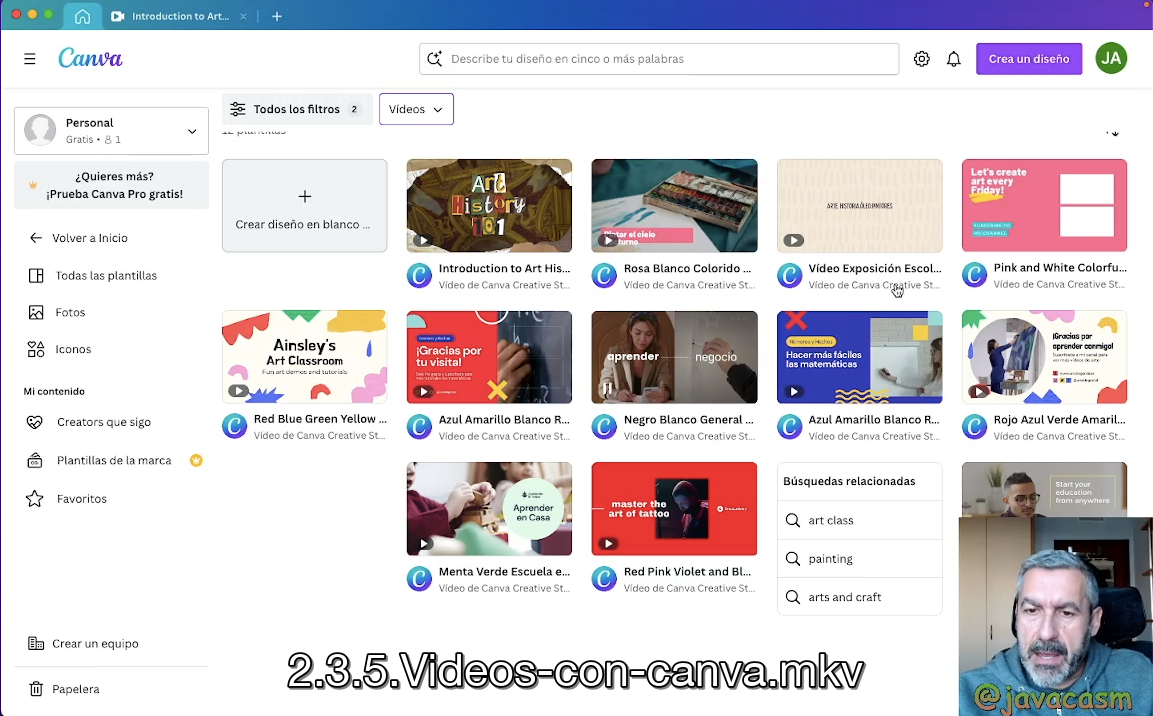 Introduction to Art...
Canva
Describe tu diseño en cinco o más palabras
Crea un diseño
JA
Personal
Gratis • 1
¿Quieres más?
¡Prueba Canva Pro gratis!
Volver a Inicio
Todas las plantillas
Fotos
Iconos
Mi contenido
Creators que sigo
Plantillas de la marca
Favoritos
Crear un equipo
Papelera
Todos los filtros 2
Vídeos
12 plantillas
Crear diseño en blanco ...
Art
History
101
Introduction to Art His...
Vídeo de Canva Creative St...
Pintar el cielo
nocturno
Rosa Blanco Colorido ...
Vídeo de Canva Creative St...
ARTE, HISTORIA ÓLEO, PINTORES
Vídeo Exposición Escol...
Vídeo de Canva Creative St...
Let's create
art every
Friday!
SUBSCRIBE TO
MY CHANNEL
Pink and White Colorfu...
Vídeo de Canva Creative St...
Ainsley's
Art Classroom
Fun art demos and tutorials
Red Blue Green Yellow ...
Vídeo de Canva Creative St...
Números y Hechos
¡Gracias por
tu visita!
Azul Amarillo Blanco R...
Vídeo de Canva Creative St...
aprender
negocio
Negro Blanco General ...
Vídeo de Canva Creative St...
Números y Hechos
Hacer más fáciles
las matemáticas
Azul Amarillo Blanco R...
Vídeo de Canva Creative St...
¡Gracias por
aprender conmigo!
Rojo Azul Verde Amaril...
Vídeo de Canva Creative St...
Aprender
en Casa
Menta Verde Escuela e...
Vídeo de Canva Creative St...
master the
art of tattoo
Red Pink Violet and Bl...
Vídeo de Canva Creative St...
Búsquedas relacionadas
art class
painting
arts and craft
Start your
education
from anywhere
2.3.5.Videos-con-canva.mkv
@javacasm